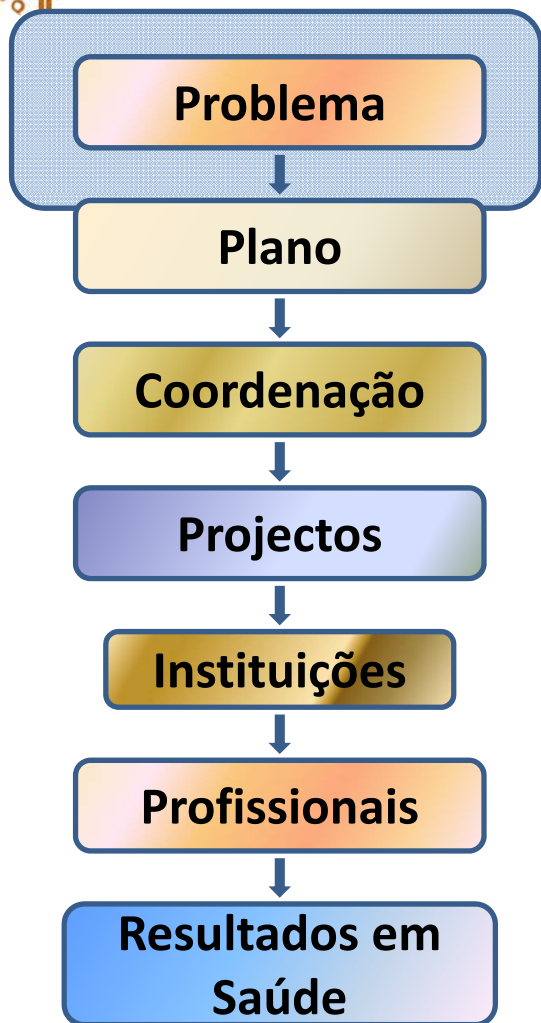 Problema
Plano
Coordenação
Projectos
Instituições
Profissionais
Resultados em
Saúde